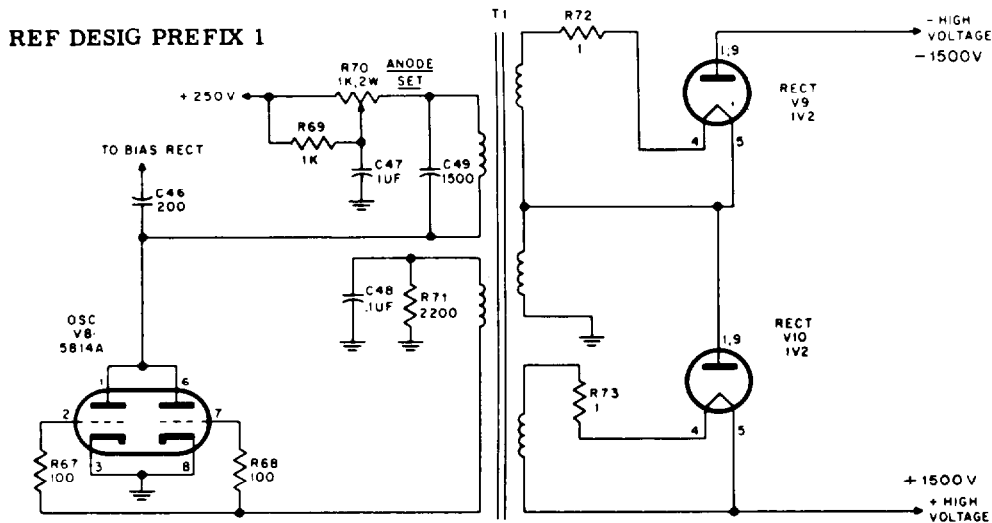 REF DESIG PREFIX 1
T1
R72
1
- HIGH
VOLTAGE
-1500V
R70
1K, 2W
ANODE
SET
+ 250V
R69
1K
C47
.1UF
C49
1500
1,9
RECT
V9
1V2
4
5
TO BIAS RECT
C46
200
C48
.1UF
R71
2200
OSC
V8
5814A
1
6
2
7
3
8
R67
100
R68
100
1,9
RECT
V10
1V2
R73
1
4
5
+1500V
+ HIGH
VOLTAGE